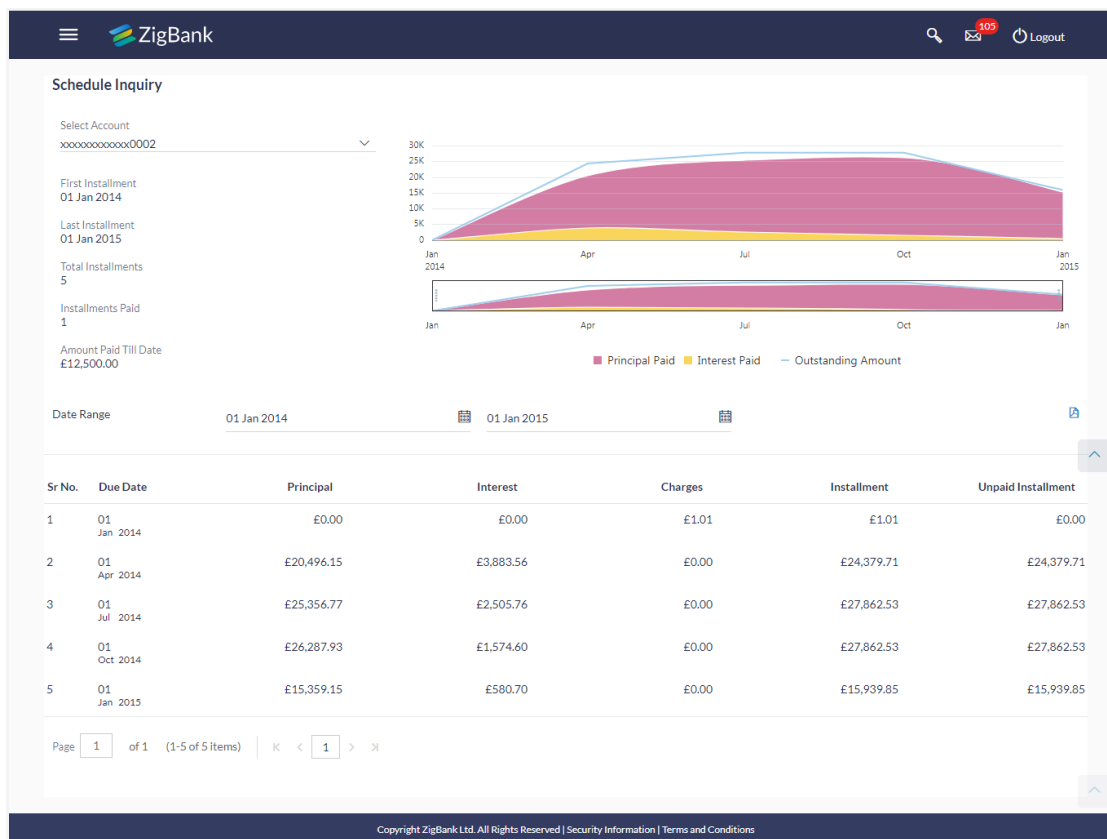 ZigBank
105
Logout
Schedule Inquiry
Select Account
xxxxxxxxxxxx0002
First Installment
01 Jan 2014
Last Installment
01 Jan 2015
Total Installments
5
Installments Paid
1
Amount Paid Till Date
£12,500.00
30K
25K
20K
15K
10K
5K
0
Jan Apr Jul Oct Jan
2014 2015
Jan Apr Jul Oct Jan
Principal Paid Interest Paid Outstanding Amount
Date Range 01 Jan 2014 01 Jan 2015
Sr No. Due Date Principal Interest Charges Installment Unpaid Installment
1 01 £0.00 £0.00 £1.01 £1.01 £0.00
Jan 2014
2 01 £20,496.15 £3,883.56 £0.00 £24,379.71 £24,379.71
Apr 2014
3 01 £25,356.77 £2,505.76 £0.00 £27,862.53 £27,862.53
Jul 2014
4 01 £26,287.93 £1,574.60 £0.00 £27,862.53 £27,862.53
Oct 2014
5 01 £15,359.15 £580.70 £0.00 £15,939.85 £15,939.85
Jan 2015
Page 1 of 1 (1-5 of 5 items) K < 1 > >|
Copyright ZigBank Ltd. All Rights Reserved | Security Information | Terms and Conditions